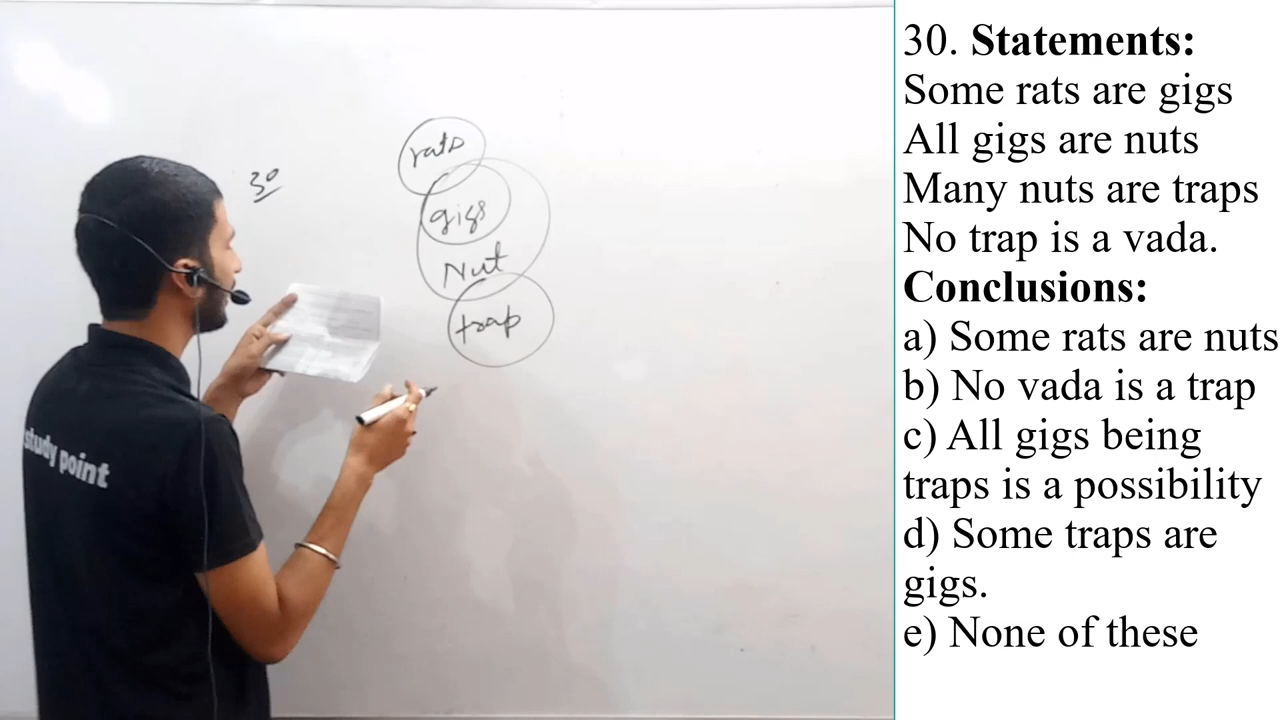 30
rats
gigs
Nut
trap
study point
30. Statements:
Some rats are gigs
All gigs are nuts
Many nuts are traps
No trap is a vada.
Conclusions:
a) Some rats are nuts
b) No vada is a trap
c) All gigs being
traps is a possibility
d) Some traps are
gigs.
e) None of these